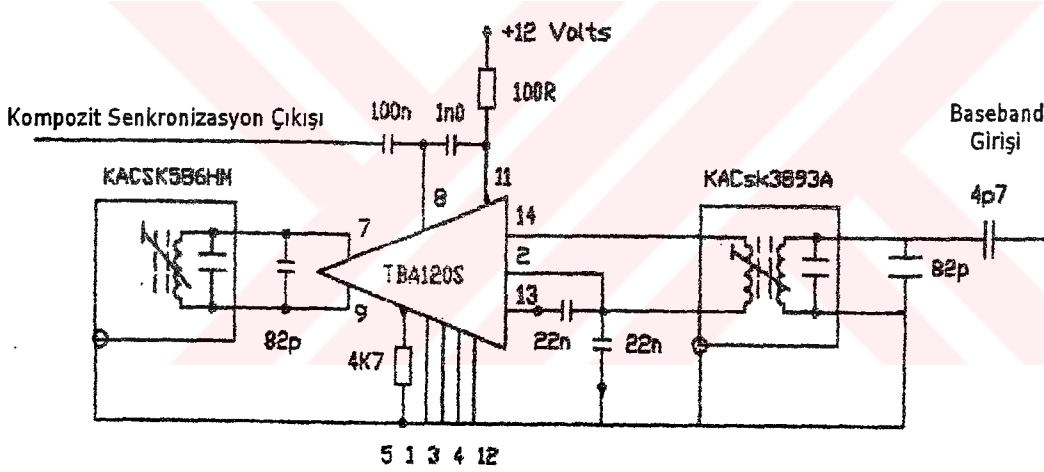 +12 Volts
100R
Kompozit Senkronizasyon Çıkışı
100n
1n0
Baseband
Girişi
KACSK586HM
8
11
KACsk3893A
4p7
7
14
TBA120S
2
13
9
82p
4K7
22n
22n
82p
5 1 3 4 12